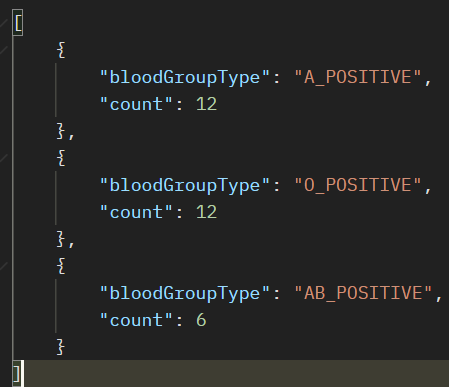 [
    {
        "bloodGroupType": "A_POSITIVE",
        "count": 12
    },
    {
        "bloodGroupType": "O_POSITIVE",
        "count": 12
    },
    {
        "bloodGroupType": "AB_POSITIVE",
        "count": 6
    }
]